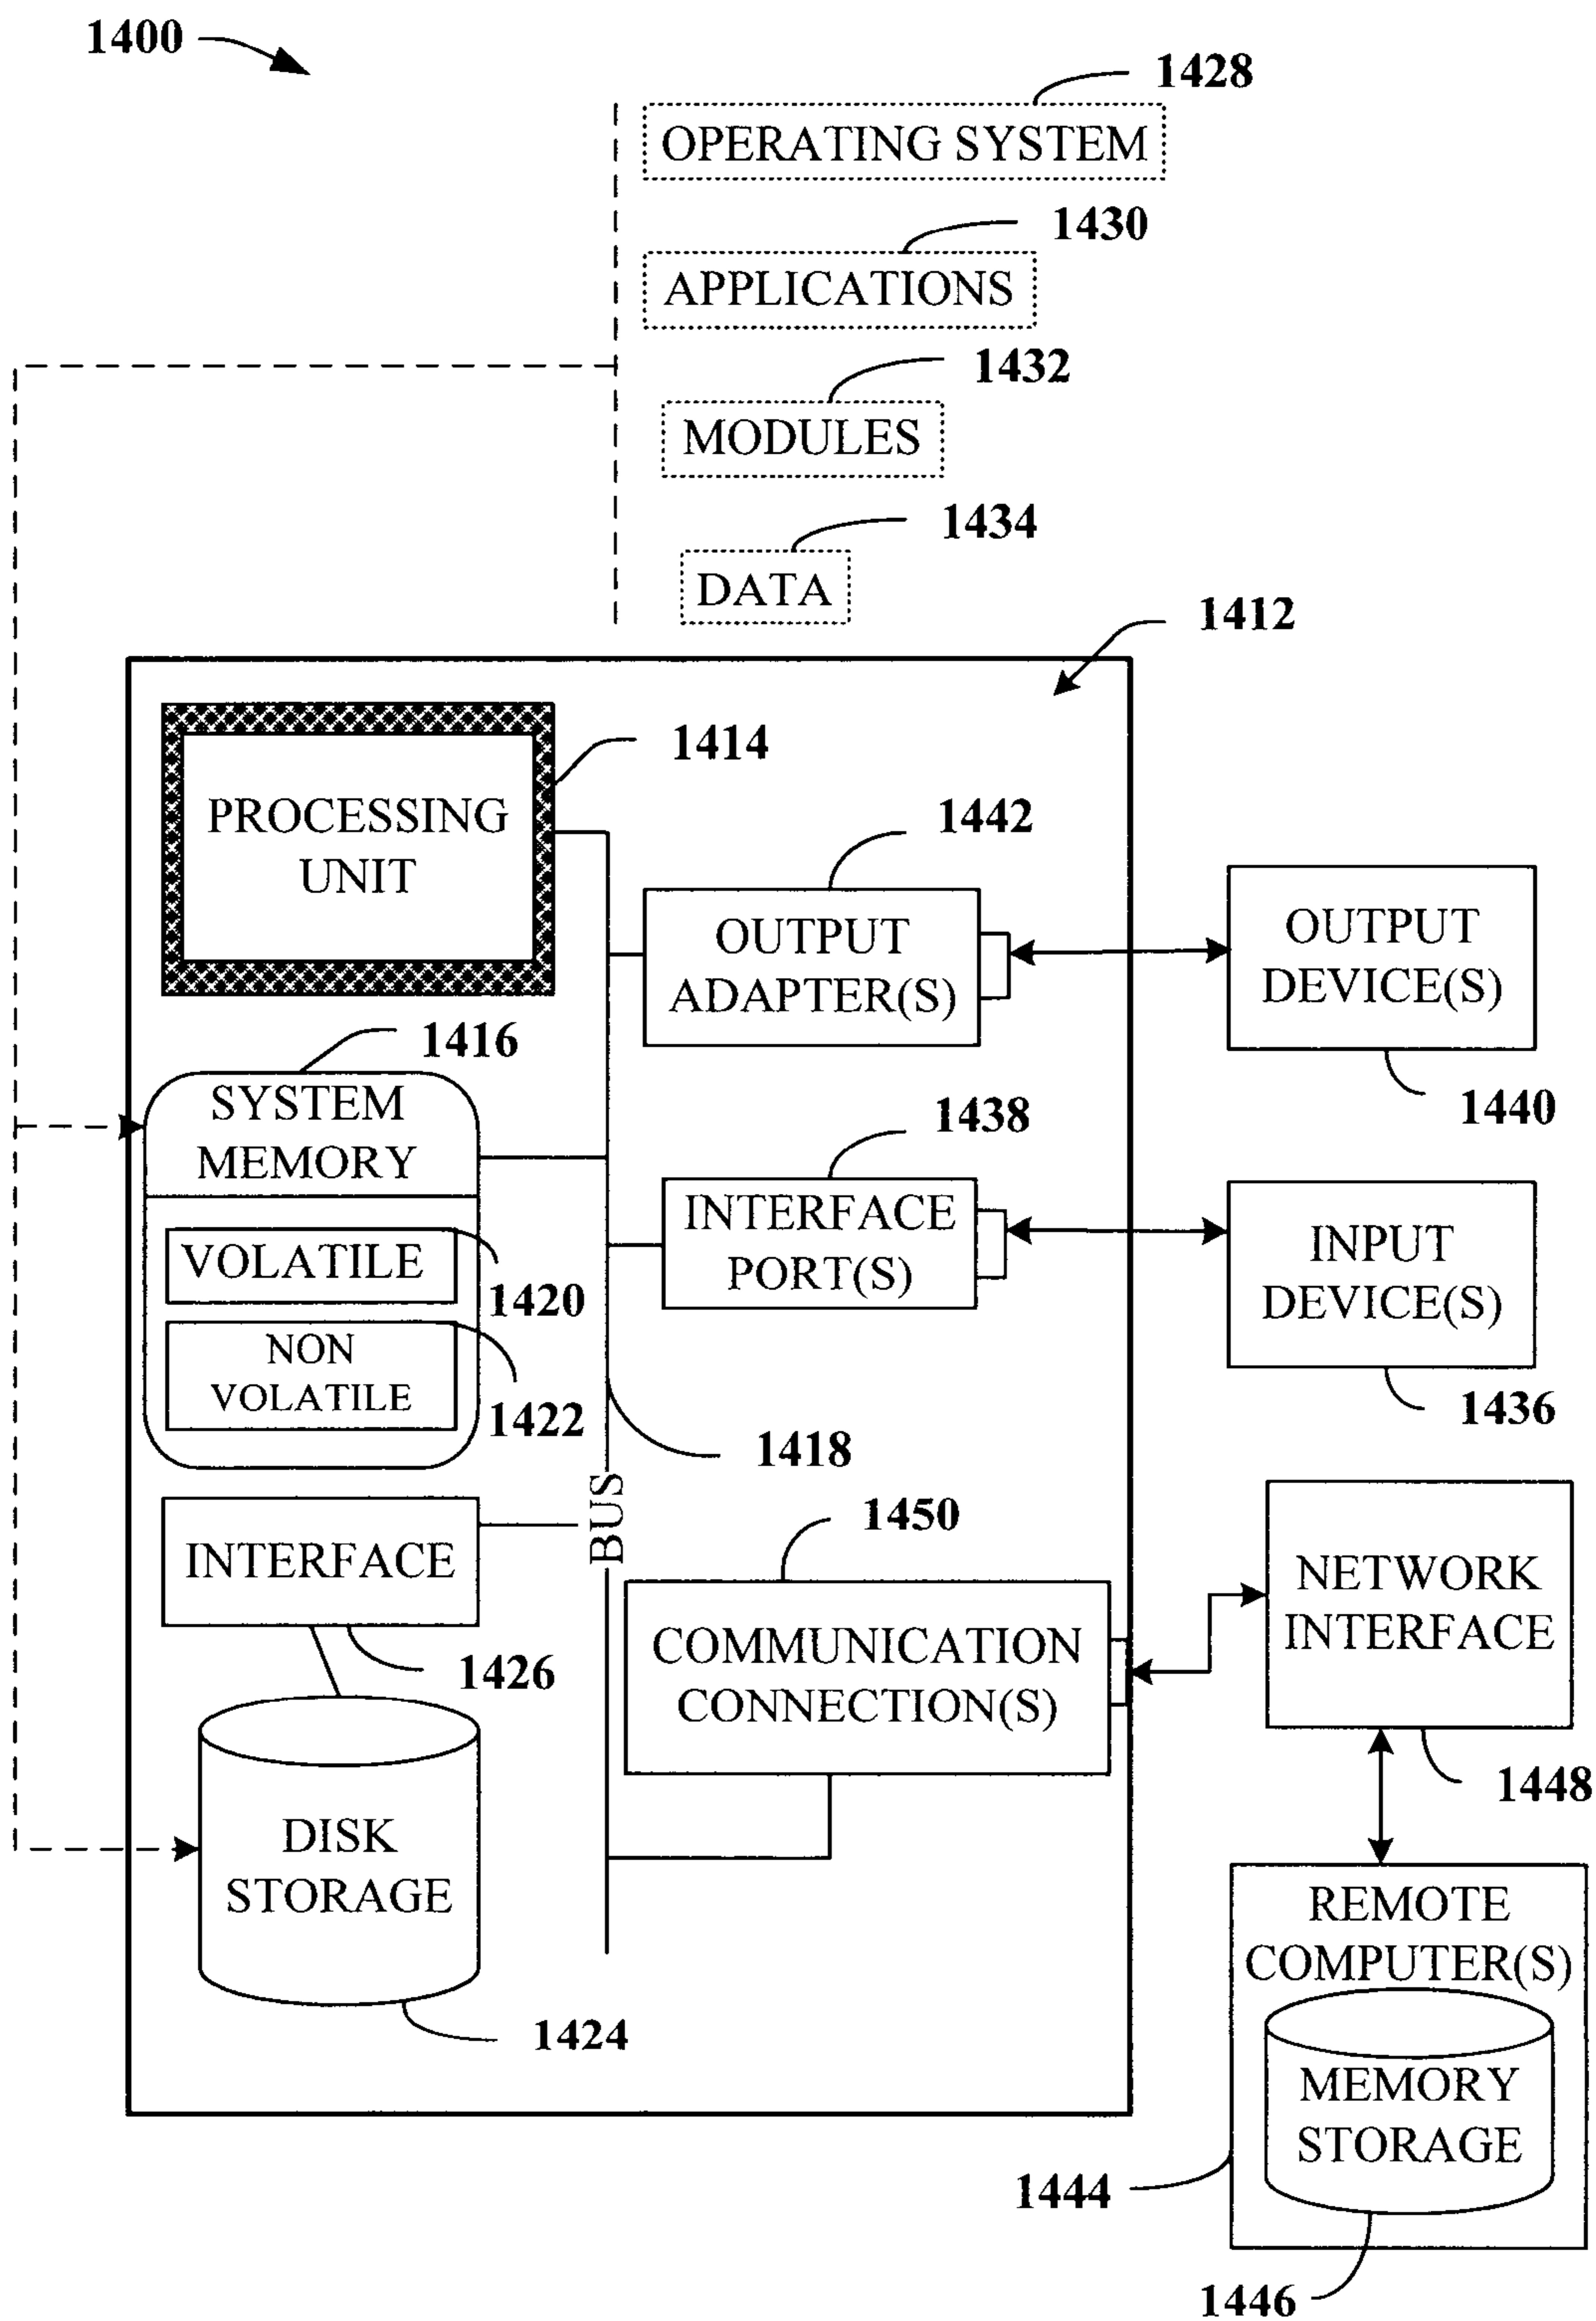 1400
1428
OPERATING SYSTEM
1430
APPLICATIONS
1432
MODULES
1434
DATA
1412
PROCESSING
UNIT
1414
1442
OUTPUT
ADAPTER(S)
OUTPUT
DEVICE(S)
1440
1416
SYSTEM
MEMORY
VOLATILE
1420
NON
VOLATILE
1422
1438
INTERFACE
PORT(S)
INPUT
DEVICE(S)
1436
1418
BUS
INTERFACE
1426
1450
COMMUNICATION
CONNECTION(S)
NETWORK
INTERFACE
1448
DISK
STORAGE
1424
REMOTE
COMPUTER(S)
MEMORY
STORAGE
1444
1446